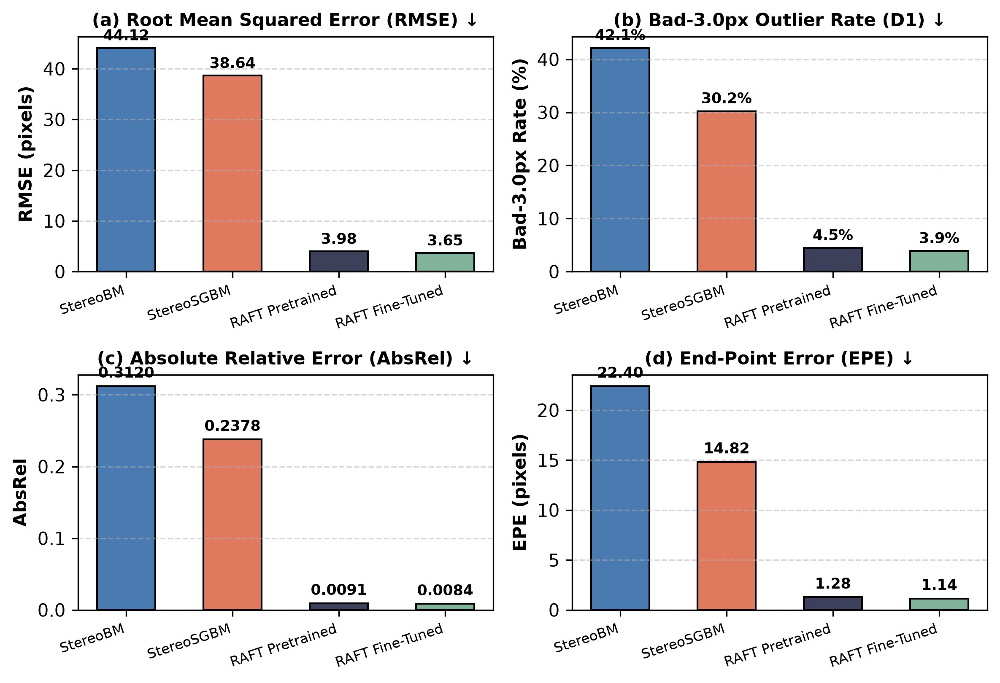 (a) Root Mean Squared Error (RMSE) ↓
44.12
38.64
3.98
3.65
RMSE (pixels)
40
30
20
10
0
StereoBM
StereoSGBM
RAFT Pretrained
RAFT Fine-Tuned
(b) Bad-3.0px Outlier Rate (D1) ↓
42.1%
30.2%
4.5%
3.9%
Bad-3.0px Rate (%)
40
30
20
10
0
StereoBM
StereoSGBM
RAFT Pretrained
RAFT Fine-Tuned
(c) Absolute Relative Error (AbsRel) ↓
0.3120
0.2378
0.0091
0.0084
AbsRel
0.3
0.2
0.1
0.0
StereoBM
StereoSGBM
RAFT Pretrained
RAFT Fine-Tuned
(d) End-Point Error (EPE) ↓
22.40
14.82
1.28
1.14
EPE (pixels)
20
15
10
5
0
StereoBM
StereoSGBM
RAFT Pretrained
RAFT Fine-Tuned